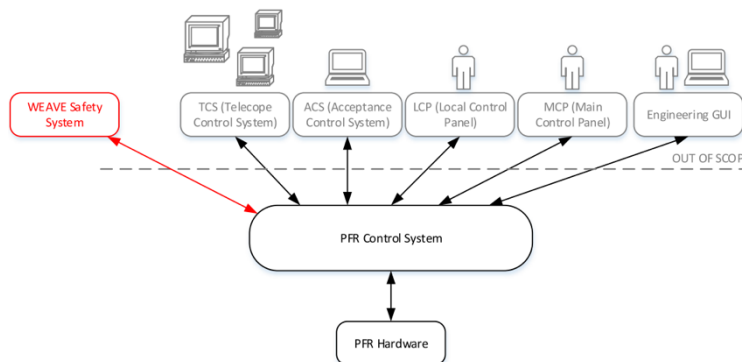 WEAVE Safety
System
TCS (Telecope
Control System)
ACS (Acceptance
Control System)
LCP (Local Control
Panel)
MCP (Main
Control Panel)
Engineering GUI
OUT OF SCOP
PFR Control System
PFR Hardware